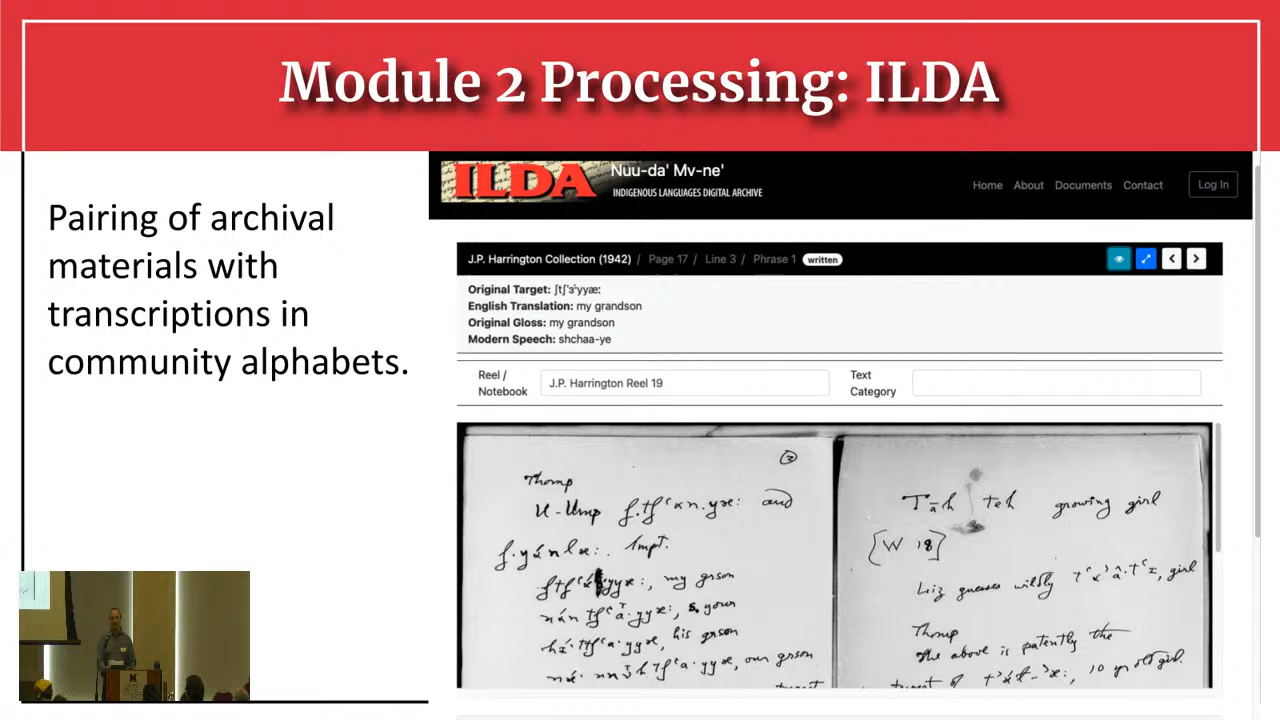 Module 2 Processing: ILDA
Pairing of archival
materials with
transcriptions in
community alphabets.
ILDA
Nuu-da' Mv-ne'
INDIGENOUS LANGUAGES DIGITAL ARCHIVE
Home About Documents Contact Log In
J.P. Harrington Collection (1942) / Page 17 / Line 3 / Phrase 1 written
Original Target:
English Translation: my grandson
Original Gloss: my grandson
Modern Speech: shchaa-ye
Reel / Notebook
J.P. Harrington Reel 19
Text Category
Thomp
and
Impt.
my grson
your
his grson
our grson
growing girl
[W 18]
Liz guesses wildly
girl
Thomp
The above is patently the
10 yr old girl.